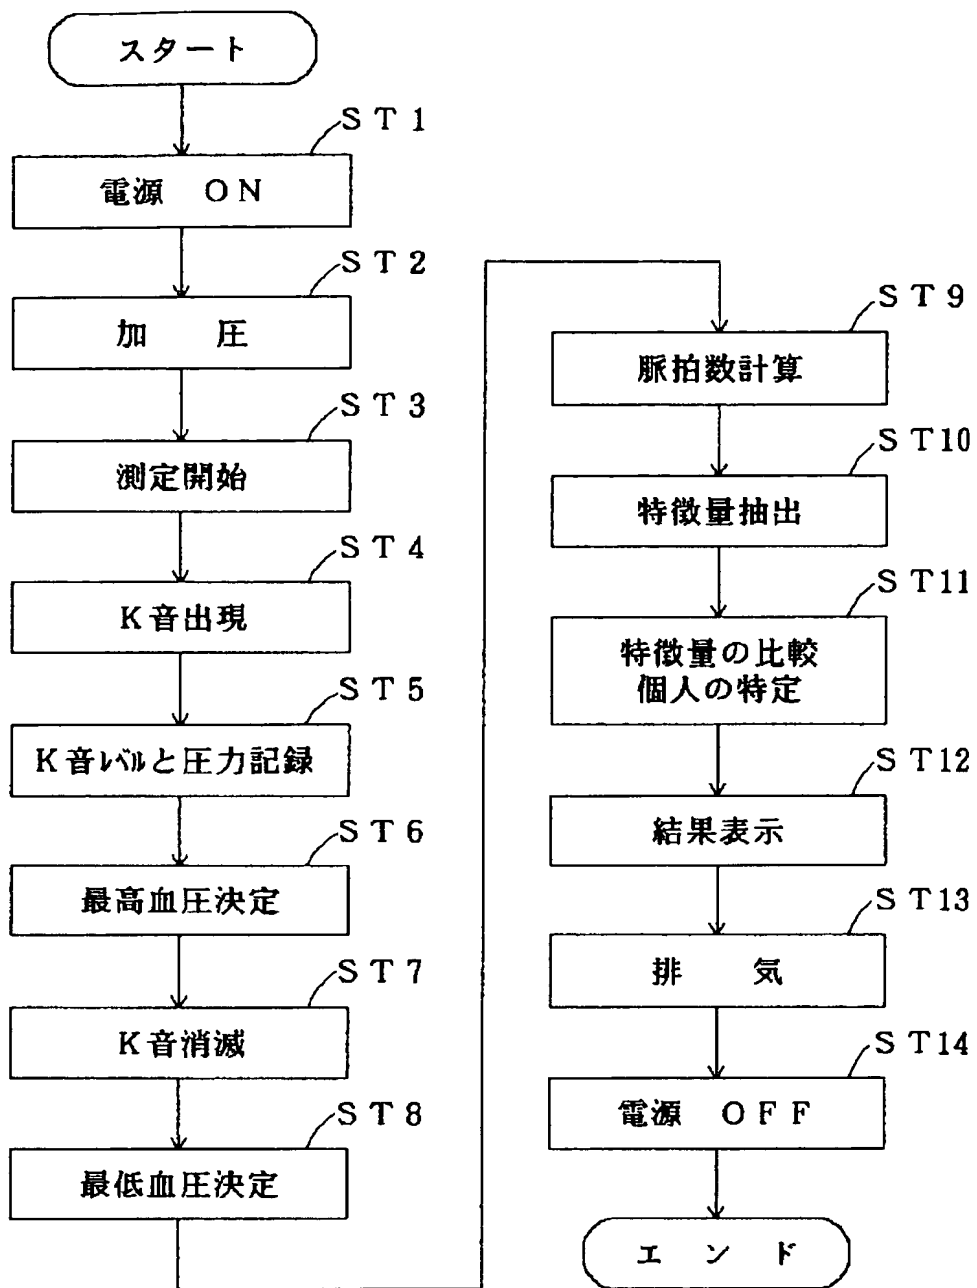 スタート
ST1
電源 ON
ST2
加 圧
ST3
測定開始
ST4
K音出現
ST5
K音レベルと圧力記録
ST6
最高血圧決定
ST7
K音消滅
ST8
最低血圧決定
ST9
脈拍数計算
ST10
特徴量抽出
ST11
特徴量の比較
個人の特定
ST12
結果表示
ST13
排 気
ST14
電源 OFF
エ ン ド